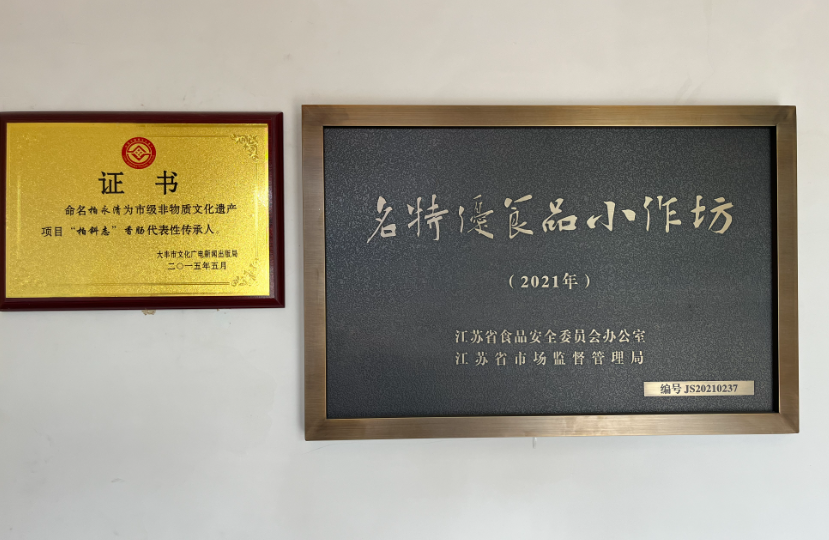 证 书
命名柏永清为市级非物质文化遗产
项目“柏斜志”香肠代表性传承人。
大丰市文化广电新闻出版局
二〇一五年五月
名特優食品小作坊
（2021年）
江苏省食品安全委员会办公室
江苏省市场监督管理局
编号 JS20210237